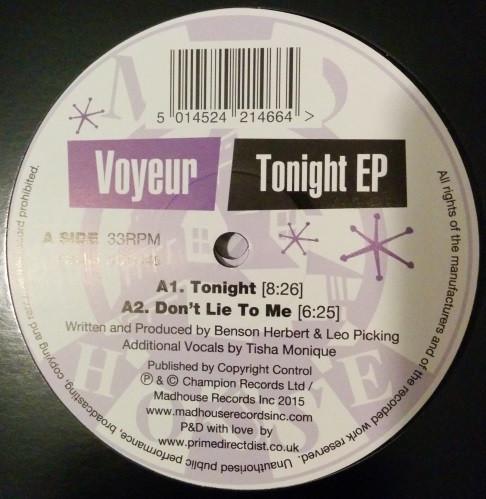 MAD
HOUSE
5 014524 214664 >
Voyeur
Tonight EP
A SIDE 33RPM
A1. Tonight [8:26]
A2. Don't Lie To Me [6:25]
Written and Produced by Benson Herbert & Leo Picking
Additional Vocals by Tisha Monique
Published by Copyright Control
℗ & © Champion Records Ltd /
Madhouse Records Inc 2015
www.madhouserecordsinc.com
P&D with love by
www.primedirectdist.co.uk
All rights of the manufacturers and of the recorded work reserved. Unauthorised public performance, broadcasting, copying and prohibited.